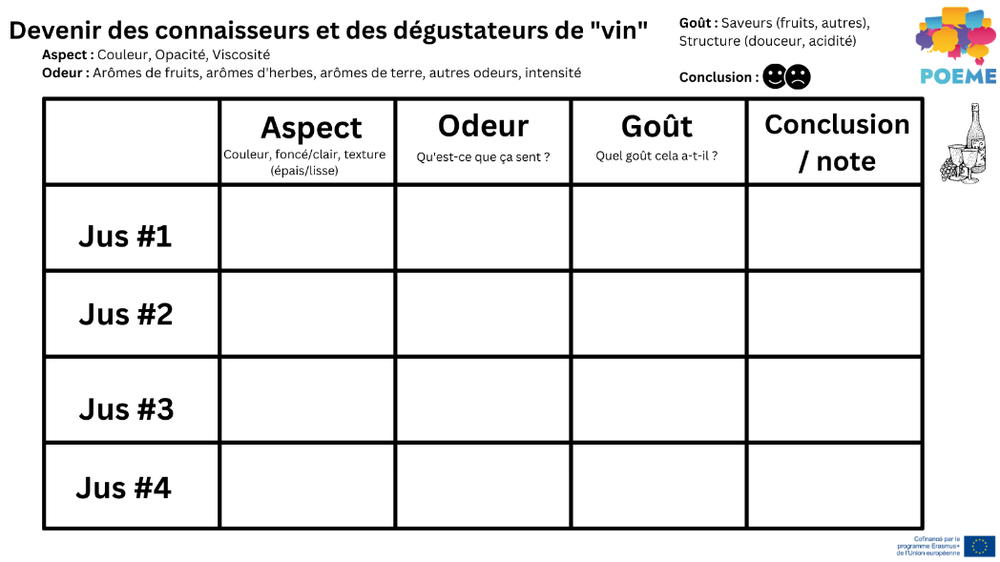 Devenir des connaisseurs et des dégustateurs de "vin"
Aspect : Couleur, Opacité, Viscosité
Odeur : Arômes de fruits, arômes d'herbes, arômes de terre, autres odeurs, intensité
Goût : Saveurs (fruits, autres),
Structure (douceur, acidité)
Conclusion :
POEME
Aspect
Couleur, foncé/clair, texture
(épais/lisse)
Odeur
Qu'est-ce que ça sent ?
Goût
Quel goût cela a-t-il ?
Conclusion
/ note
Jus #1
Jus #2
Jus #3
Jus #4
Cofinancé par le
programme Erasmus+
de l'Union européenne